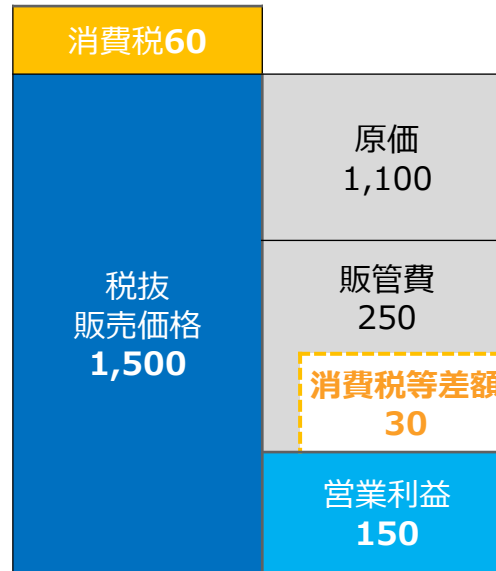 消費税60
税抜
販売価格
1,500
原価
1,100
販管費
250
消費税等差額
30
営業利益
150